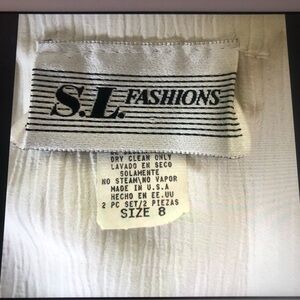 S.L. FASHIONS
DRY CLEAN ONLY
LAVADO EN SECO
SOLAMENTE
NO STEAM\NO VAPOR
MADE IN U.S.A
HECHO EN EE.UU
2 PC SET/2 PIEZAS
SIZE 8